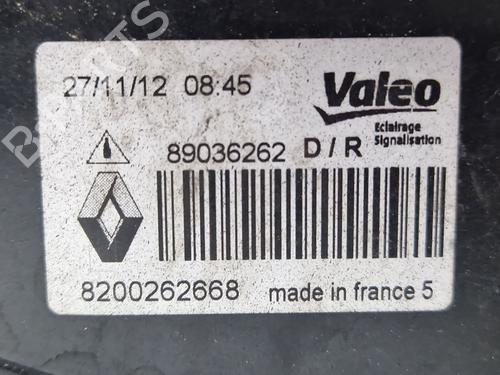 27/11/12 08:45
Valeo
Eclairage
Signalisation
89036262 D/R
8200262668 made in france 5